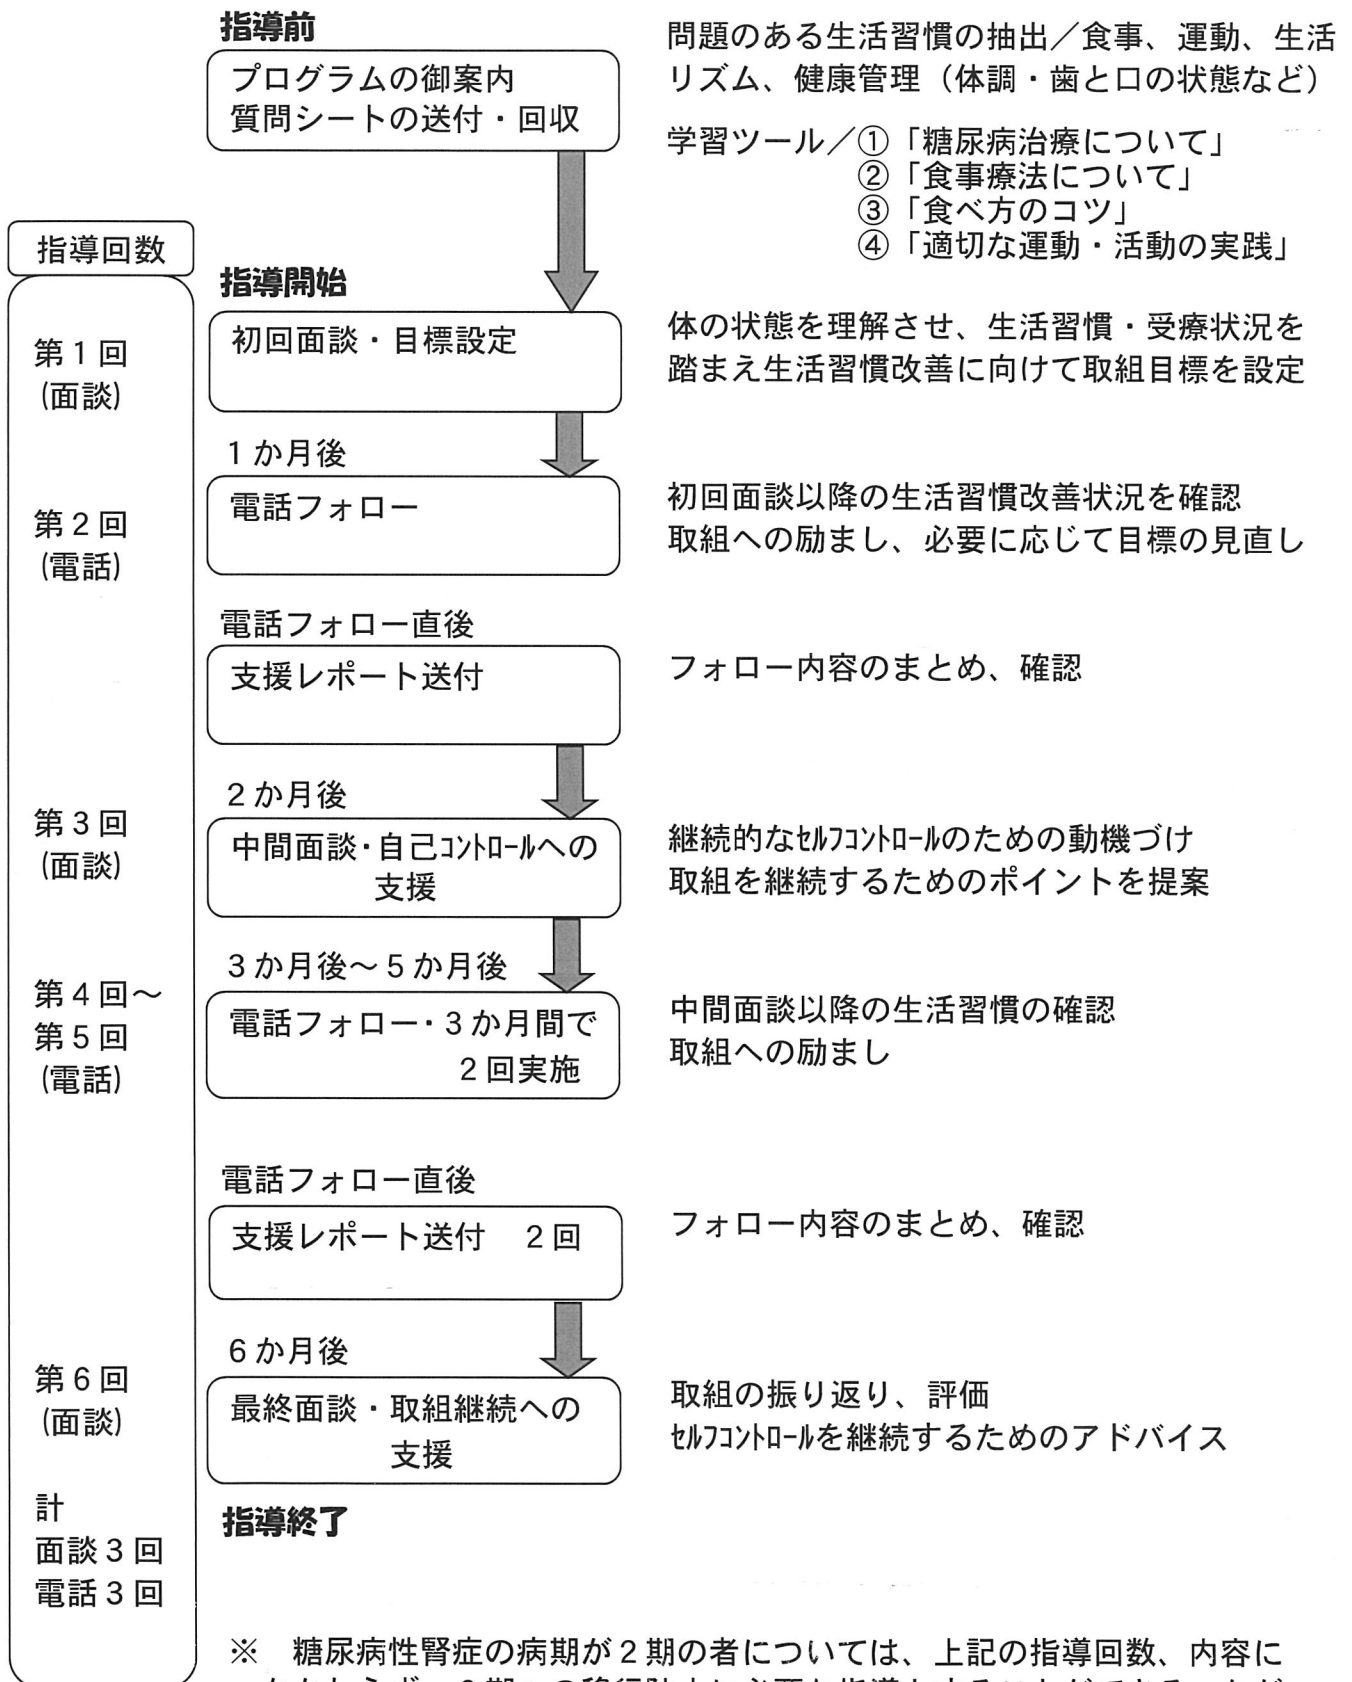 指導前
プログラムの御案内
質問シートの送付・回収
問題のある生活習慣の抽出／食事、運動、生活
リズム、健康管理（体調・歯と口の状態など）
学習ツール／①「糖尿病治療について」
②「食事療法について」
③「食べ方のコツ」
④「適切な運動・活動の実践」
指導回数
指導開始
第１回
(面談)
初回面談・目標設定
体の状態を理解させ、生活習慣・受療状況を
踏まえ生活習慣改善に向けて取組目標を設定
１か月後
第２回
(電話)
電話フォロー
初回面談以降の生活習慣改善状況を確認
取組への励まし、必要に応じて目標の見直し
電話フォロー直後
支援レポート送付
フォロー内容のまとめ、確認
２か月後
第３回
(面談)
中間面談・自己ｺﾝﾄﾛｰﾙへの
支援
継続的なｾﾙﾌｺﾝﾄﾛｰﾙのための動機づけ
取組を継続するためのポイントを提案
３か月後～５か月後
第４回～
第５回
(電話)
電話フォロー・３か月間で
２回実施
中間面談以降の生活習慣の確認
取組への励まし
電話フォロー直後
支援レポート送付　２回
フォロー内容のまとめ、確認
６か月後
第６回
(面談)
最終面談・取組継続への
支援
取組の振り返り、評価
ｾﾙﾌｺﾝﾄﾛｰﾙを継続するためのアドバイス
計
面談３回
電話３回
指導終了
※　糖尿病性腎症の病期が２期の者については、上記の指導回数、内容に